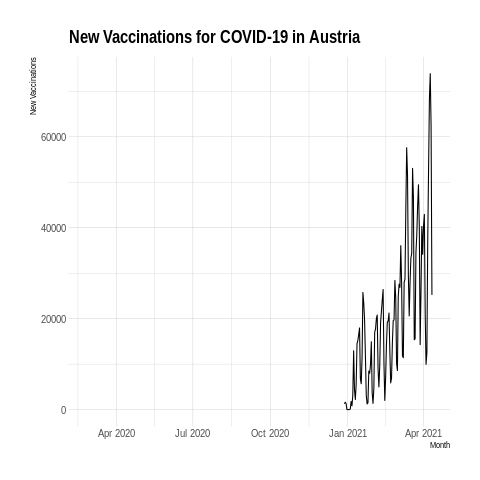 New Vaccinations for COVID-19 in Austria
New Vaccinations
60000
40000
20000
0
Apr 2020 Jul 2020 Oct 2020 Jan 2021 Apr 2021
Month